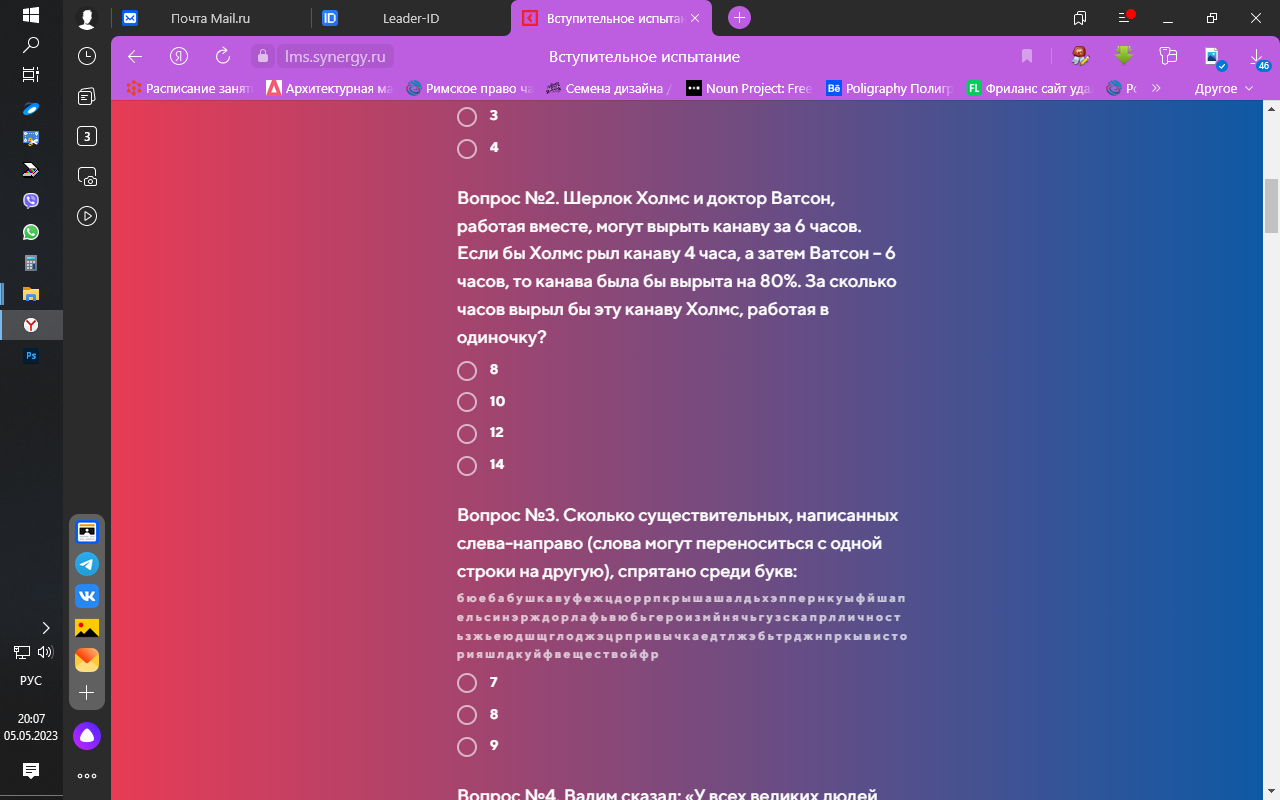 Почта Mail.ru
Leader-ID
Вступительное испыта
lms.synergy.ru
Вступительное испытание
46
Расписание занят
Архитектурная ма
Римское право ча
Семена дизайна /
Noun Project: Free
Poligraphy Полигр
Фриланс сайт уда
Ро
»
Другое
3
4
Вопрос №2. Шерлок Холмс и доктор Ватсон,
работая вместе, могут вырыть канаву за 6 часов.
Если бы Холмс рыл канаву 4 часа, а затем Ватсон – 6
часов, то канава была бы вырыта на 80%. За сколько
часов вырыл бы эту канаву Холмс, работая в
одиночку?
8
10
12
14
Вопрос №3. Сколько существительных, написанных
слева-направо (слова могут переноситься с одной
строки на другую), спрятано среди букв:
б ю е б а б у ш к а в у ф е ж ц д о р р п к р ы ш а ш а л д ь х э п п е р н к у ы ф й ш а п
е л ь с и н э р ж д о р л а ф ь в ю б ь г е р о и з м й н я ч ь г у з с к а п р л л и ч н о с т
ь з ж ь е ю д ш щ г л о д ж э ц р п р и в ы ч к а е д т л ж э б ь т р д ж н п р к ы в и с т о
р и я ш л д к у й ф в е щ е с т в о й ф р
7
8
9
Вопрос №4. Вадим сказал: «У всех великих людей
3
Ps
РУС
20:07
05.05.2023